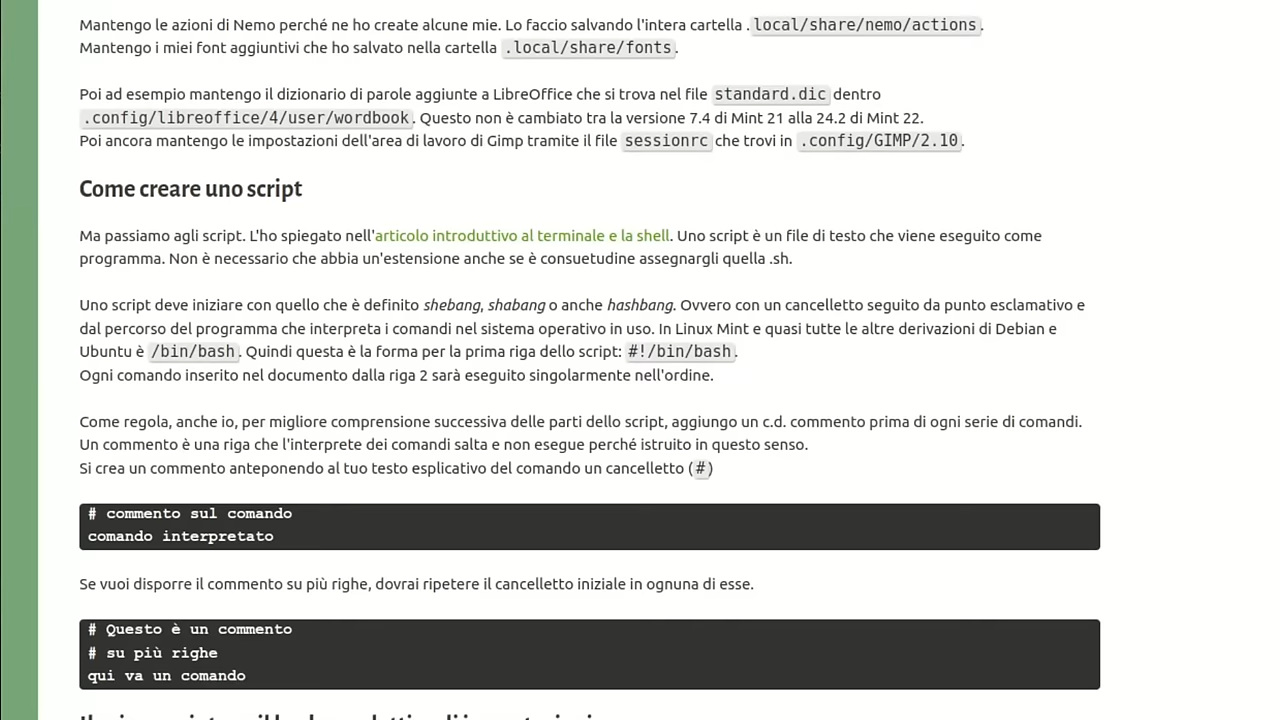 Mantengo le azioni di Nemo perché ne ho create alcune mie. Lo faccio salvando l'intera cartella .local/share/nemo/actions.
Mantengo i miei font aggiuntivi che ho salvato nella cartella .local/share/fonts.
Poi ad esempio mantengo il dizionario di parole aggiunte a LibreOffice che si trova nel file standard.dic dentro
.config/libreoffice/4/user/wordbook. Questo non è cambiato tra la versione 7.4 di Mint 21 alla 24.2 di Mint 22.
Poi ancora mantengo le impostazioni dell'area di lavoro di Gimp tramite il file sessionrc che trovi in .config/GIMP/2.10.
Come creare uno script
Ma passiamo agli script. L'ho spiegato nell'articolo introduttivo al terminale e la shell. Uno script è un file di testo che viene eseguito come
programma. Non è necessario che abbia un'estensione anche se è consuetudine assegnargli quella .sh.
Uno script deve iniziare con quello che è definito shebang, shabang o anche hashbang. Ovvero con un cancelletto seguito da punto esclamativo e
dal percorso del programma che interpreta i comandi nel sistema operativo in uso. In Linux Mint e quasi tutte le altre derivazioni di Debian e
Ubuntu è /bin/bash. Quindi questa è la forma per la prima riga dello script: #!/bin/bash.
Ogni comando inserito nel documento dalla riga 2 sarà eseguito singolarmente nell'ordine.
Come regola, anche io, per migliore comprensione successiva delle parti dello script, aggiungo un c.d. commento prima di ogni serie di comandi.
Un commento è una riga che l'interprete dei comandi salta e non esegue perché istruito in questo senso.
Si crea un commento anteponendo al tuo testo esplicativo del comando un cancelletto (#)
# commento sul comando
comando interpretato
Se vuoi disporre il commento su più righe, dovrai ripetere il cancelletto iniziale in ognuna di esse.
# Questo è un commento
# su più righe
qui va un comando